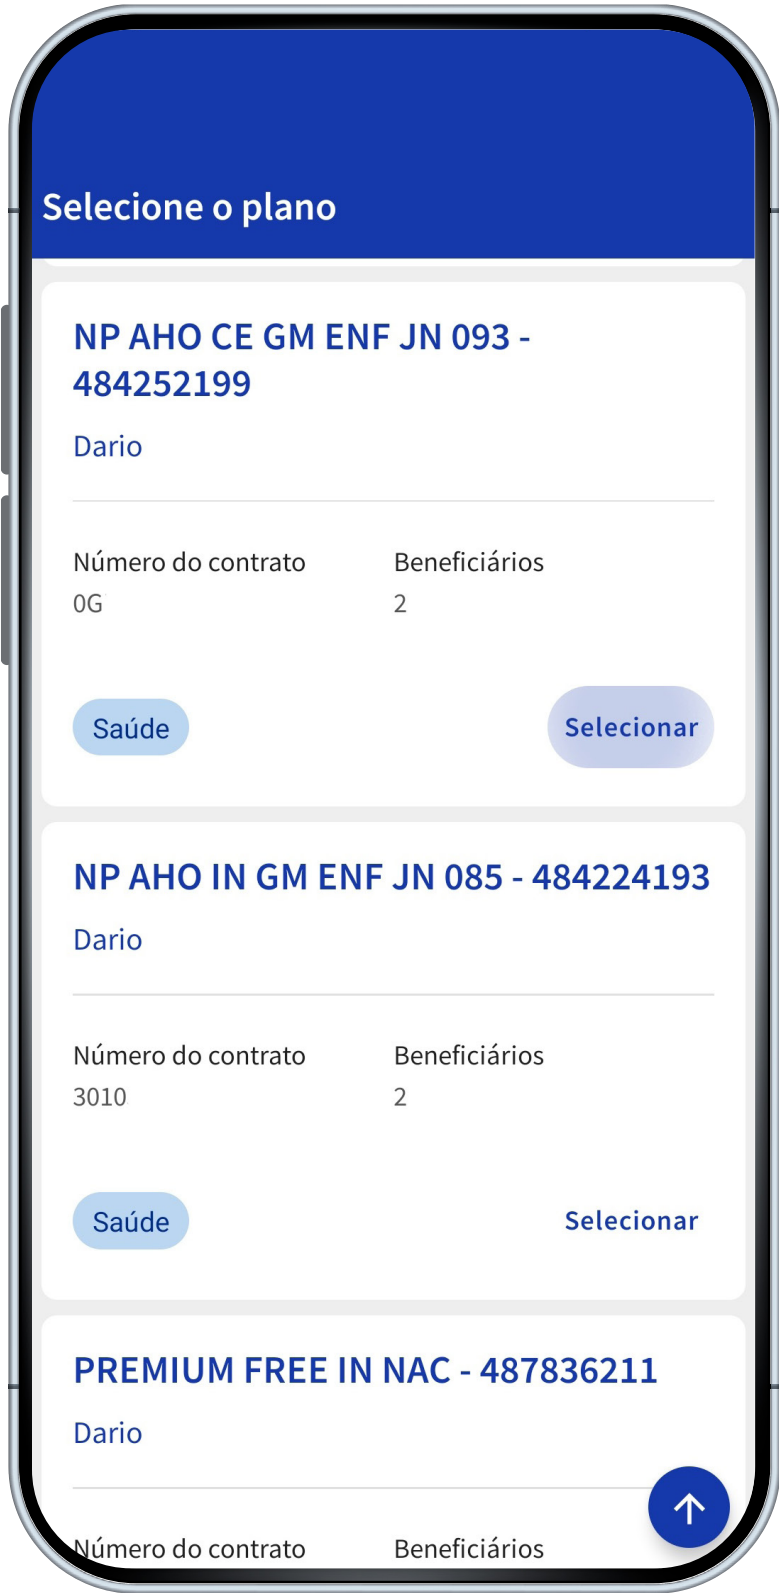 Selecione o plano
NP AHO CE GM ENF JN 093 -
484252199
Dario
Número do contrato Beneficiários
0G 2
Saúde Selecionar
NP AHO IN GM ENF JN 085 - 484224193
Dario
Número do contrato Beneficiários
3010 2
Saúde Selecionar
PREMIUM FREE IN NAC - 487836211
Dario
Número do contrato Beneficiários